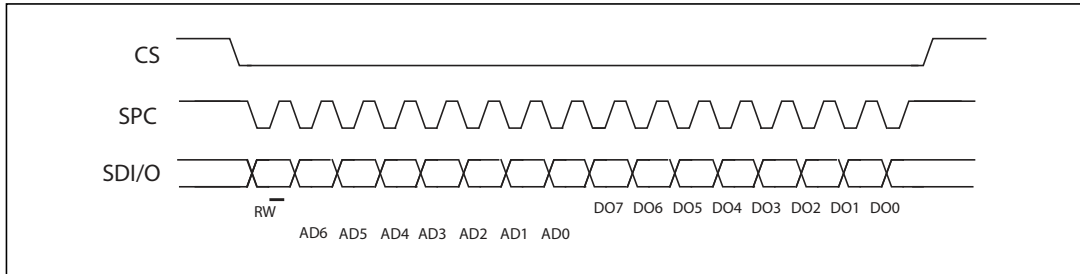 CS
SPC
SDI/O
RW
DO7 DO6 DO5 DO4 DO3 DO2 DO1 DO0
AD6 AD5 AD4 AD3 AD2 AD1 AD0